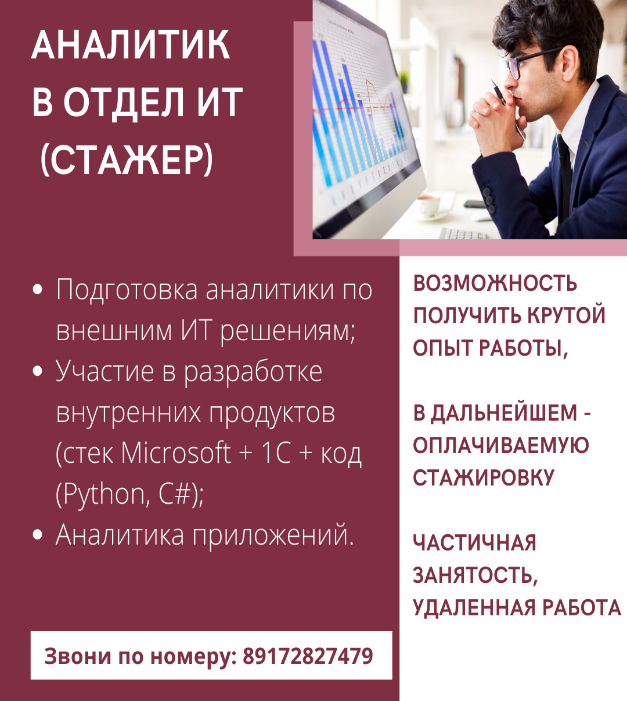 АНАЛИТИК
В ОТДЕЛ ИТ
(СТАЖЕР)
• Подготовка аналитики по
внешним ИТ решениям;
• Участие в разработке
внутренних продуктов
(стек Microsoft + 1С + код
(Python, C#);
• Аналитика приложений.
Звони по номеру: 89172827479
ВОЗМОЖНОСТЬ
ПОЛУЧИТЬ КРУТОЙ
ОПЫТ РАБОТЫ,
В ДАЛЬНЕЙШЕМ -
ОПЛАЧИВАЕМУЮ
СТАЖИРОВКУ
ЧАСТИЧНАЯ
ЗАНЯТОСТЬ,
УДАЛЕННАЯ РАБОТА